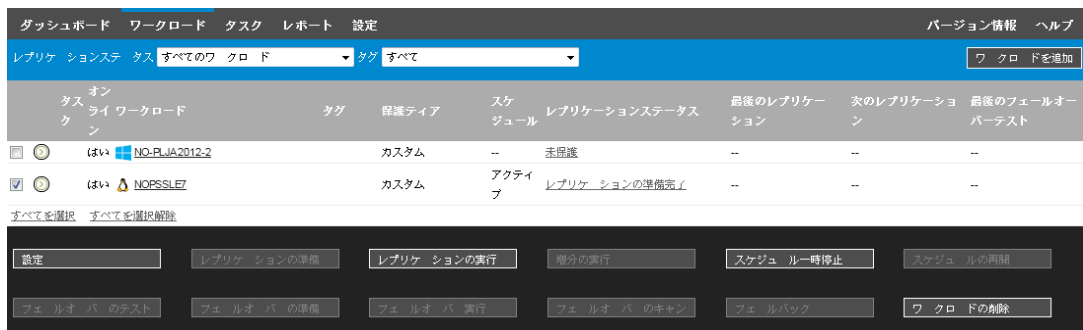 ダッシュボード ワークロード タスク レポート 設定 バージョン情報 ヘルプ
レプリケ ションステ タス すべてのワ クロ ド タグ すべて ワ クロ ドを追加
タスク オンライン ワークロード タグ 保護ティア スケジュール レプリケーションステータス 最後のレプリケーション 次のレプリケーション 最後のフェールオーバーテスト
はい NO-PLJA2012-2 カスタム -- 未保護 -- -- --
はい NOPSSLE7 カスタム アクティブ レプリケ ションの準備完了 -- -- --
すべてを選択 すべてを選択解除
設定 レプリケ ションの準備 レプリケ ションの実行 増分の実行 スケジュ ル一時停止 スケジュ ルの再開
フェ ルオ バ のテスト フェ ルオ バ の準備 フェ ルオ バ 実行 フェ ルオ バ のキャン フェ ルバック ワ クロ ドの削除